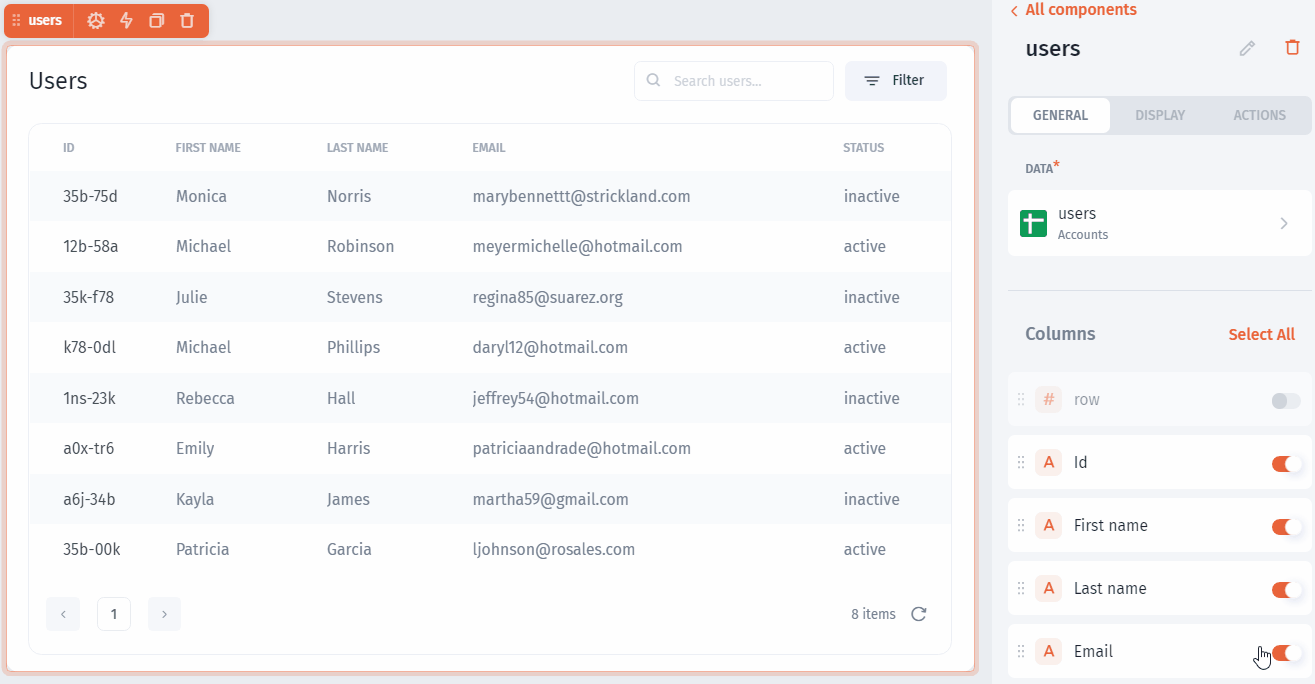 users
Users
Search users...
Filter
ID FIRST NAME LAST NAME EMAIL STATUS
35b-75d Monica Norris marybennettt@strickland.com inactive
12b-58a Michael Robinson meyermichelle@hotmail.com active
35k-f78 Julie Stevens regina85@suarez.org inactive
k78-0dl Michael Phillips daryl12@hotmail.com active
1ns-23k Rebecca Hall jeffrey54@hotmail.com inactive
a0x-tr6 Emily Harris patriciaandrade@hotmail.com active
a6j-34b Kayla James martha59@gmail.com inactive
35b-00k Patricia Garcia ljohnson@rosales.com active
1
8 items
All components
users
GENERAL DISPLAY ACTIONS
DATA*
users
Accounts
Columns Select All
# row
A Id
A First name
A Last name
A Email